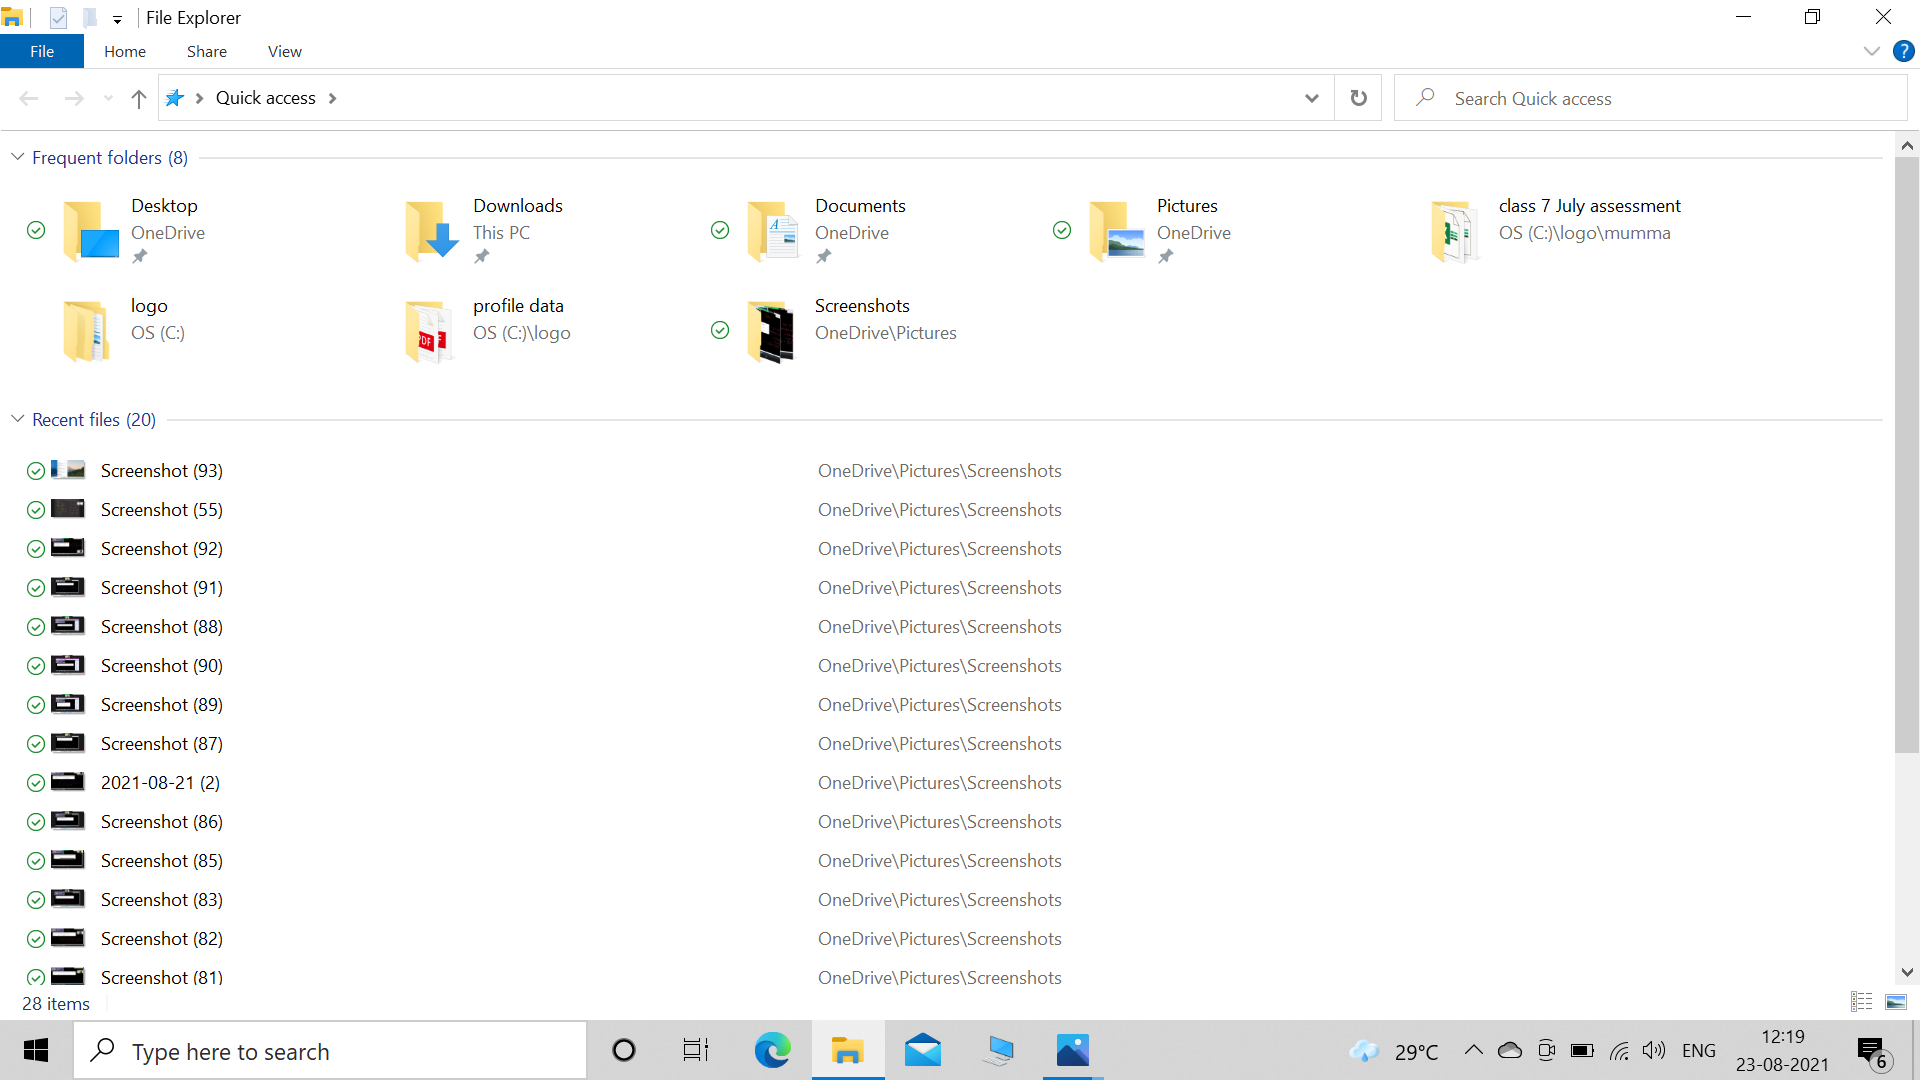 File Explorer
File Home Share View
Quick access
Search Quick access
Frequent folders (8)
Desktop
OneDrive
Downloads
This PC
Documents
OneDrive
Pictures
OneDrive
class 7 July assessment
OS (C:)\logo\mumma
logo
OS (C:)
profile data
OS (C:)\logo
Screenshots
OneDrive\Pictures
Recent files (20)
Screenshot (93) OneDrive\Pictures\Screenshots
Screenshot (55) OneDrive\Pictures\Screenshots
Screenshot (92) OneDrive\Pictures\Screenshots
Screenshot (91) OneDrive\Pictures\Screenshots
Screenshot (88) OneDrive\Pictures\Screenshots
Screenshot (90) OneDrive\Pictures\Screenshots
Screenshot (89) OneDrive\Pictures\Screenshots
Screenshot (87) OneDrive\Pictures\Screenshots
2021-08-21 (2) OneDrive\Pictures\Screenshots
Screenshot (86) OneDrive\Pictures\Screenshots
Screenshot (85) OneDrive\Pictures\Screenshots
Screenshot (83) OneDrive\Pictures\Screenshots
Screenshot (82) OneDrive\Pictures\Screenshots
Screenshot (81) OneDrive\Pictures\Screenshots
28 items
Type here to search
29°C
ENG
12:19
23-08-2021
6